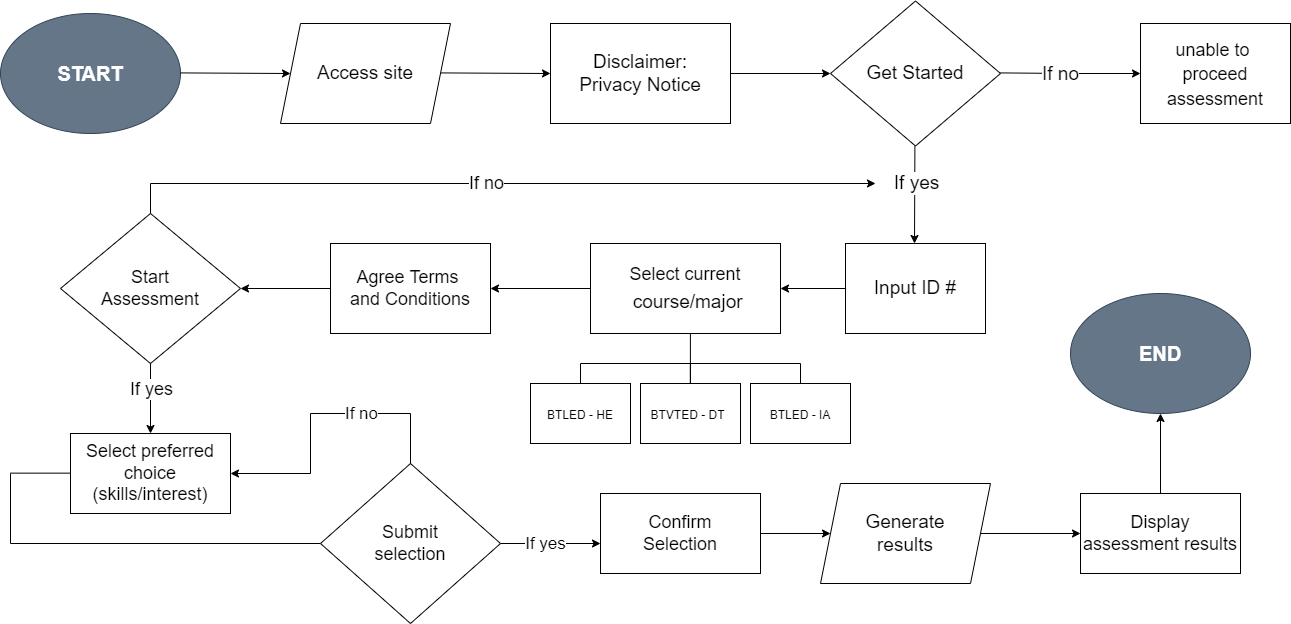 START
Access site
Disclaimer:
Privacy Notice
Get Started
If no
unable to
proceed
assessment
If no
If yes
Start
Assessment
Agree Terms
and Conditions
Select current
course/major
Input ID #
END
If yes
BTLED - HE
BTVTED - DT
BTLED - IA
If no
Select preferred
choice
(skills/interest)
Submit
selection
If yes
Confirm
Selection
Generate
results
Display
assessment results